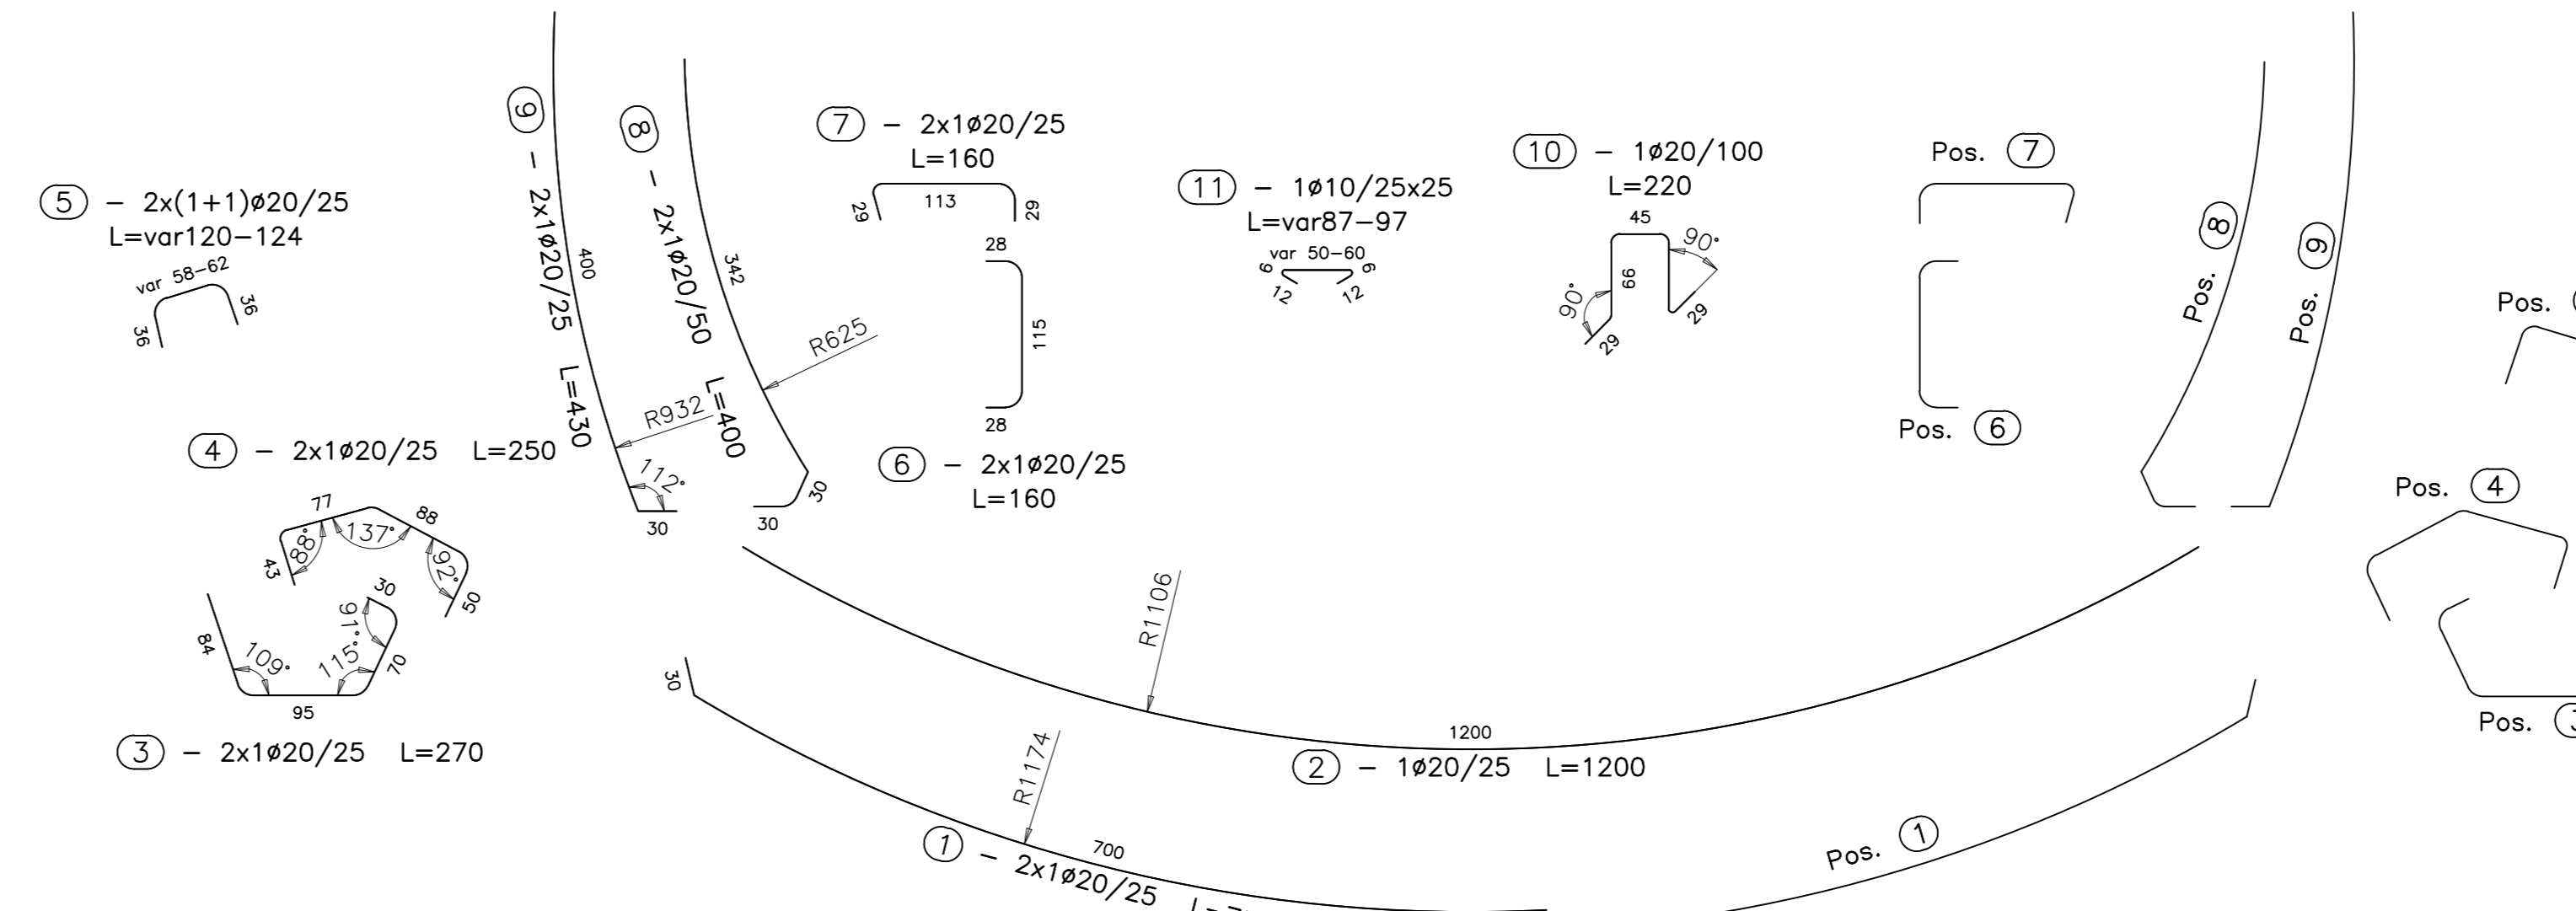 5 – 2x(1+1)ø20/25
L=var120–124
var 58–62
36
36
9 – 2x1ø20/25 L=430
400
R932
112°
30
8 – 2x1ø20/50 L=400
342
R625
30
30
7 – 2x1ø20/25
L=160
29
113
29
28
115
28
6 – 2x1ø20/25
L=160
11 – 1ø10/25x25
L=var87–97
var 50–60
6
6
12
12
10 – 1ø20/100
L=220
45
90°
66
90°
29
29
Pos. 7
Pos. 6
Pos. 8
Pos. 9
Pos.
4 – 2x1ø20/25 L=250
77
88
137°
88°
92°
43
50
30
91°
84
109°
115°
70
95
3 – 2x1ø20/25 L=270
R1106
1200
2 – 1ø20/25 L=1200
30
R1174
700
1 – 2x1ø20/25
Pos. 1
Pos. 4
Pos.